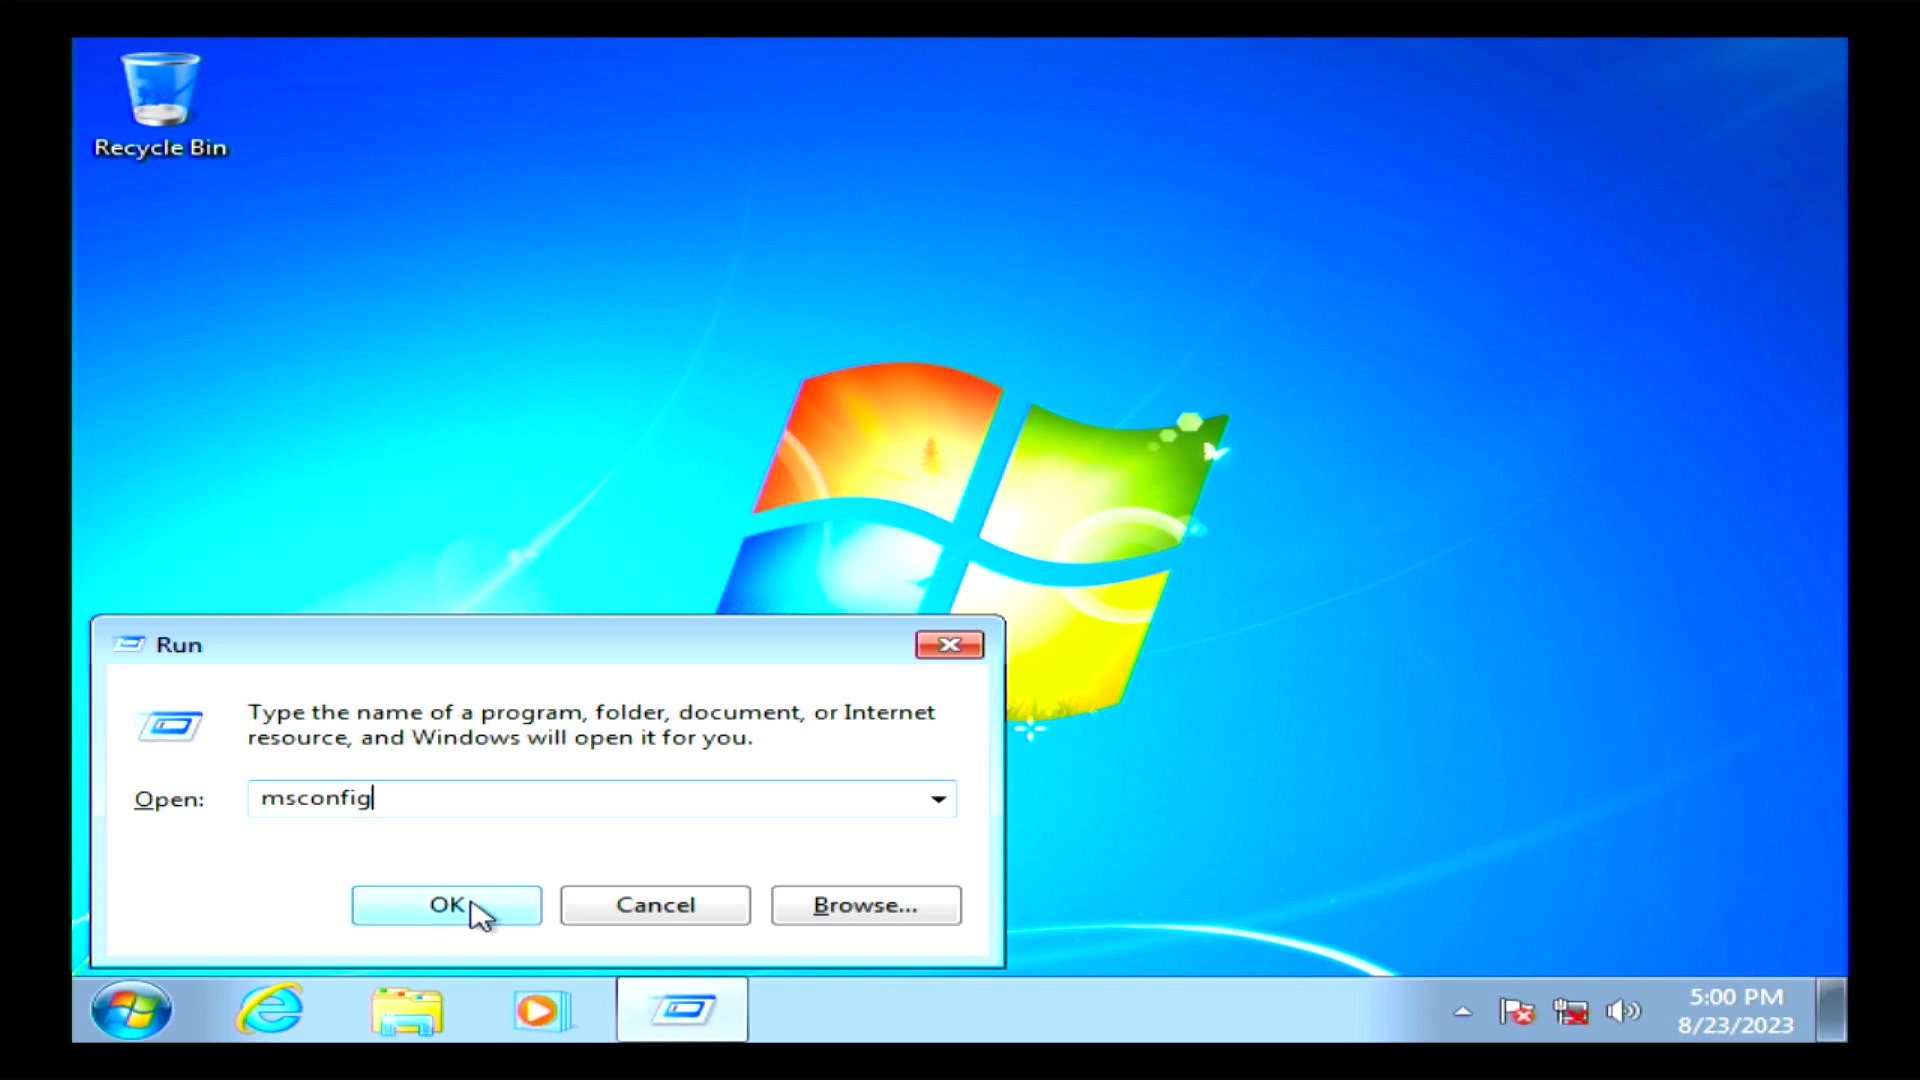 Recycle Bin
Run
Type the name of a program, folder, document, or Internet
resource, and Windows will open it for you.
Open: msconfig
OK Cancel Browse...
5:00 PM
8/23/2023